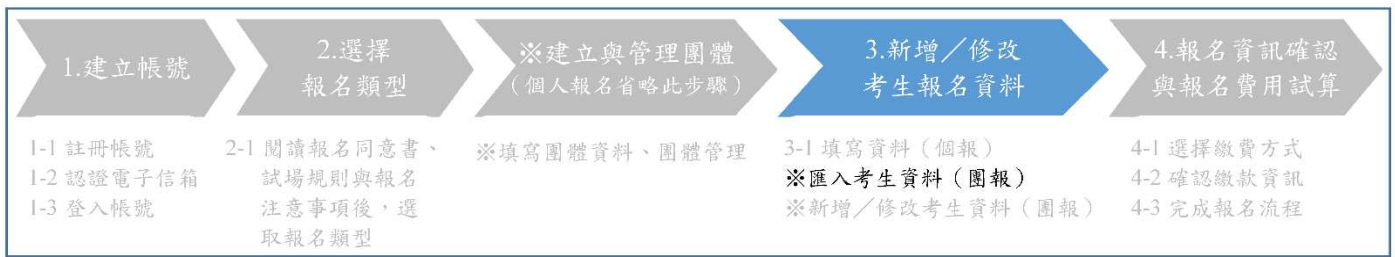 1.建立帳號
2.選擇
報名類型
※建立與管理團體
（個人報名省略此步驟）
3.新增／修改
考生報名資料
4.報名資訊確認
與報名費用試算
1-1 註冊帳號
1-2 認證電子信箱
1-3 登入帳號
2-1 閱讀報名同意書、
試場規則與報名
注意事項後，選
取報名類型
※填寫團體資料、團體管理
3-1 填寫資料（個報）
※匯入考生資料（團報）
※新增／修改考生資料（團報）
4-1 選擇繳費方式
4-2 確認繳款資訊
4-3 完成報名流程